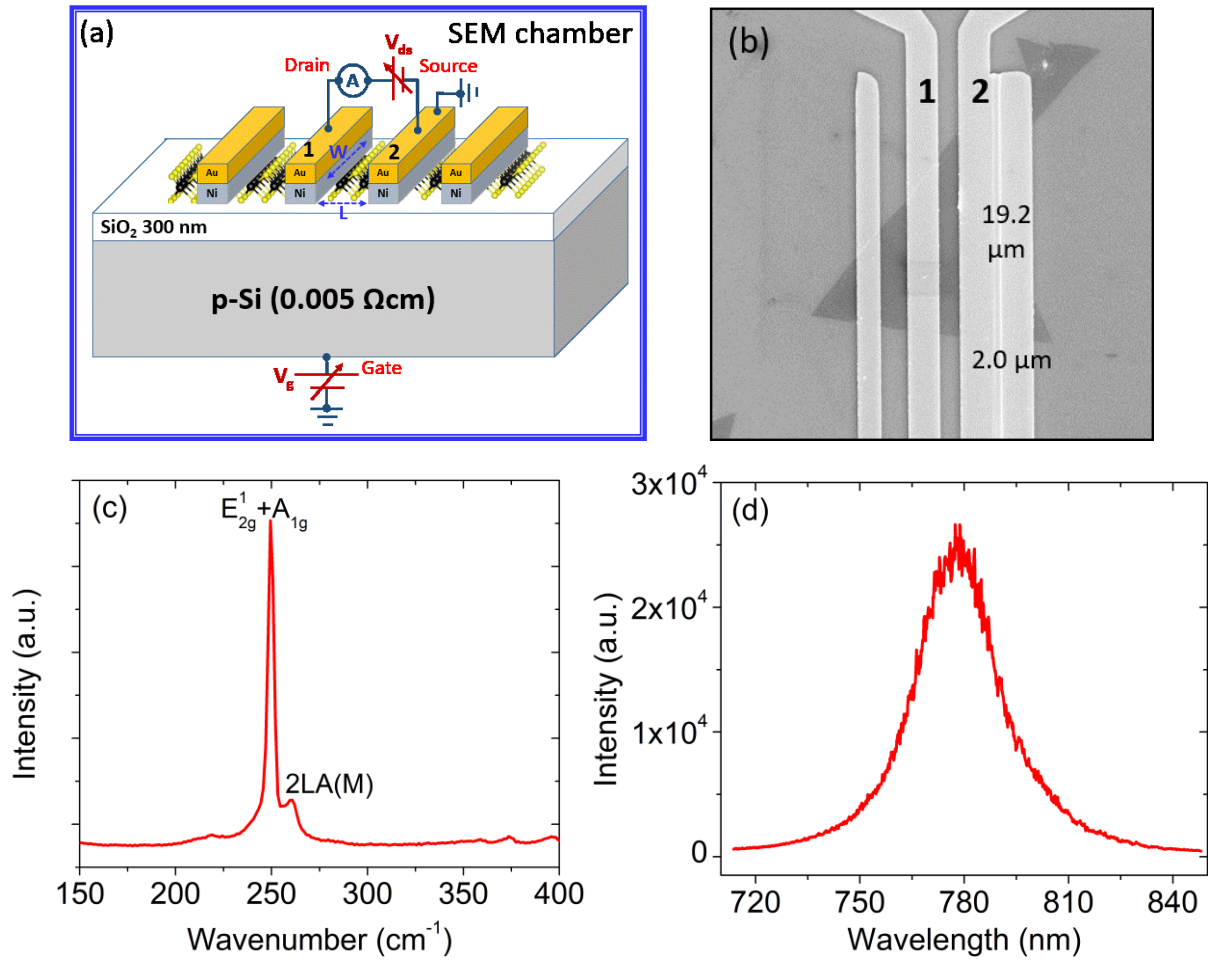 (a)
SEM chamber
V_ds
Drain
A
Source
1
W
2
Au
Au
Au
Au
Ni
Ni
Ni
Ni
L
SiO₂ 300 nm
p-Si (0.005 Ωcm)
V_g
Gate
(b)
1
2
19.2
µm
2.0 µm
(c)
E¹₂g+A₁g
2LA(M)
Intensity (a.u.)
150 200 250 300 350 400
Wavenumber (cm⁻¹)
(d)
3x10⁴
2x10⁴
1x10⁴
0
Intensity (a.u.)
720 750 780 810 840
Wavelength (nm)